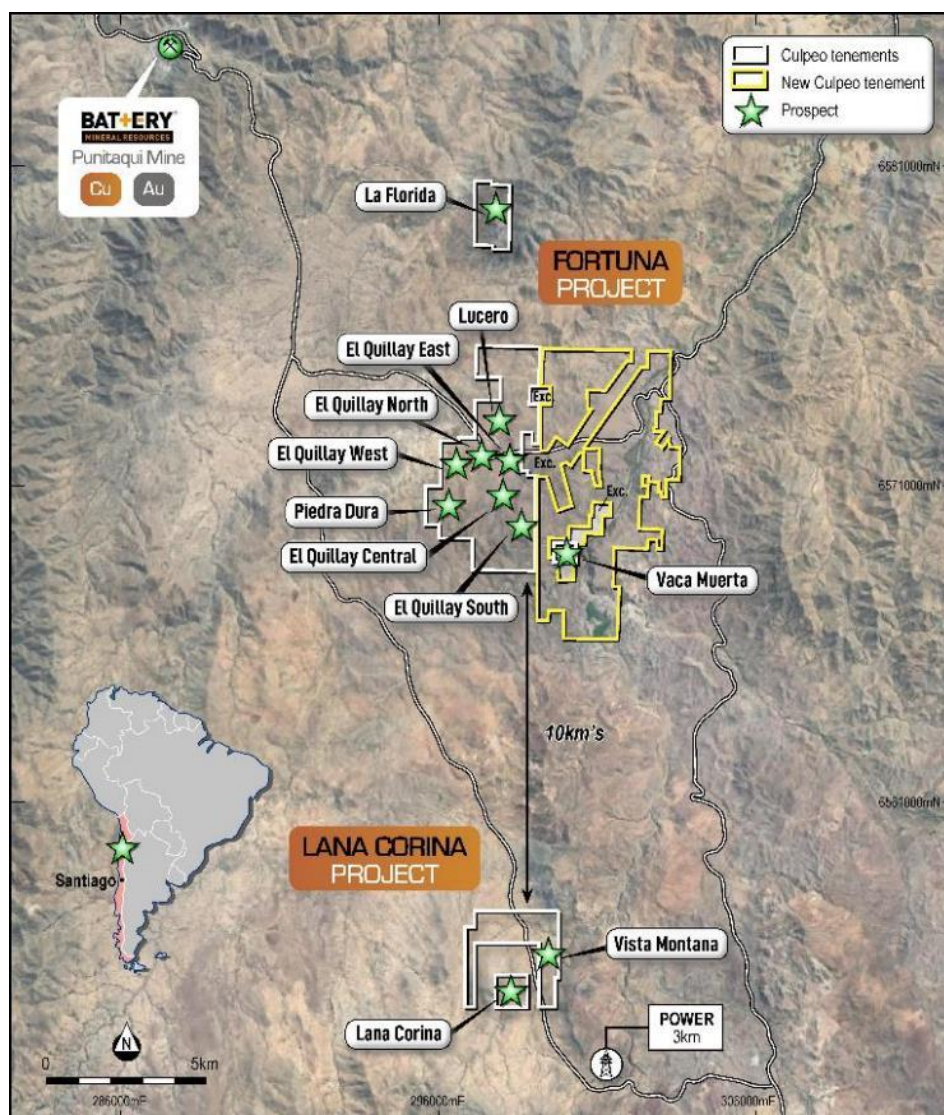 Culpeo tenements
New Culpeo tenement
Prospect
BATTERY
MINERAL RESOURCES
Punitaqui Mine
Cu Au
6581000mN
La Florida
FORTUNA
PROJECT
Lucero
El Quillay East
Exc.
El Quillay North
El Quillay West
Exc.
6571000mN
Exc.
Piedra Dura
El Quillay Central
Vaca Muerta
El Quillay South
10km's
6561000mN
LANA CORINA
PROJECT
Santiago
Vista Montana
Lana Corina
POWER
3km
N
0 5km
286000mE 296000mE 306000mE